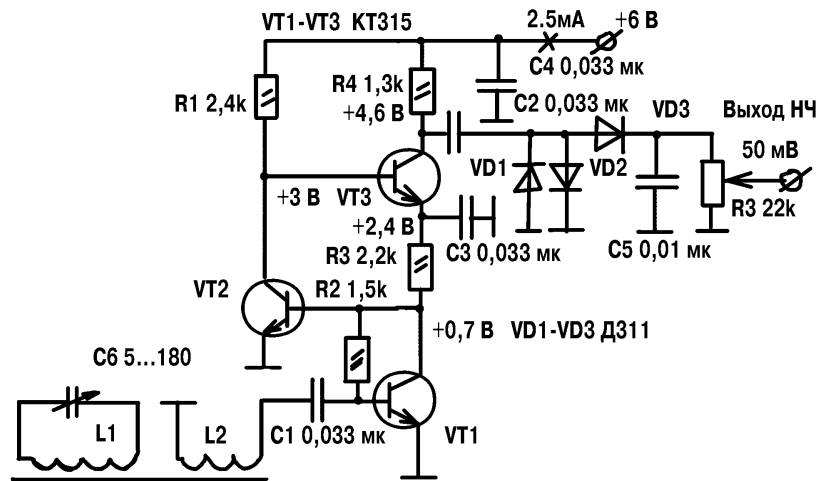 VT1-VT3 КТ315
2.5мА
+6 В
R4 1,3k
C4 0,033 мк
R1 2,4k
+4,6 В
C2 0,033 мк
VD3
Выход НЧ
50 мВ
VD1
VD2
+3 В
VT3
R3 22k
+2,4 В
R3 2,2k
C3 0,033 мк
C5 0,01 мк
VT2
R2 1,5k
+0,7 В
VD1-VD3 Д311
C6 5...180
L1
L2
C1 0,033 мк
VT1